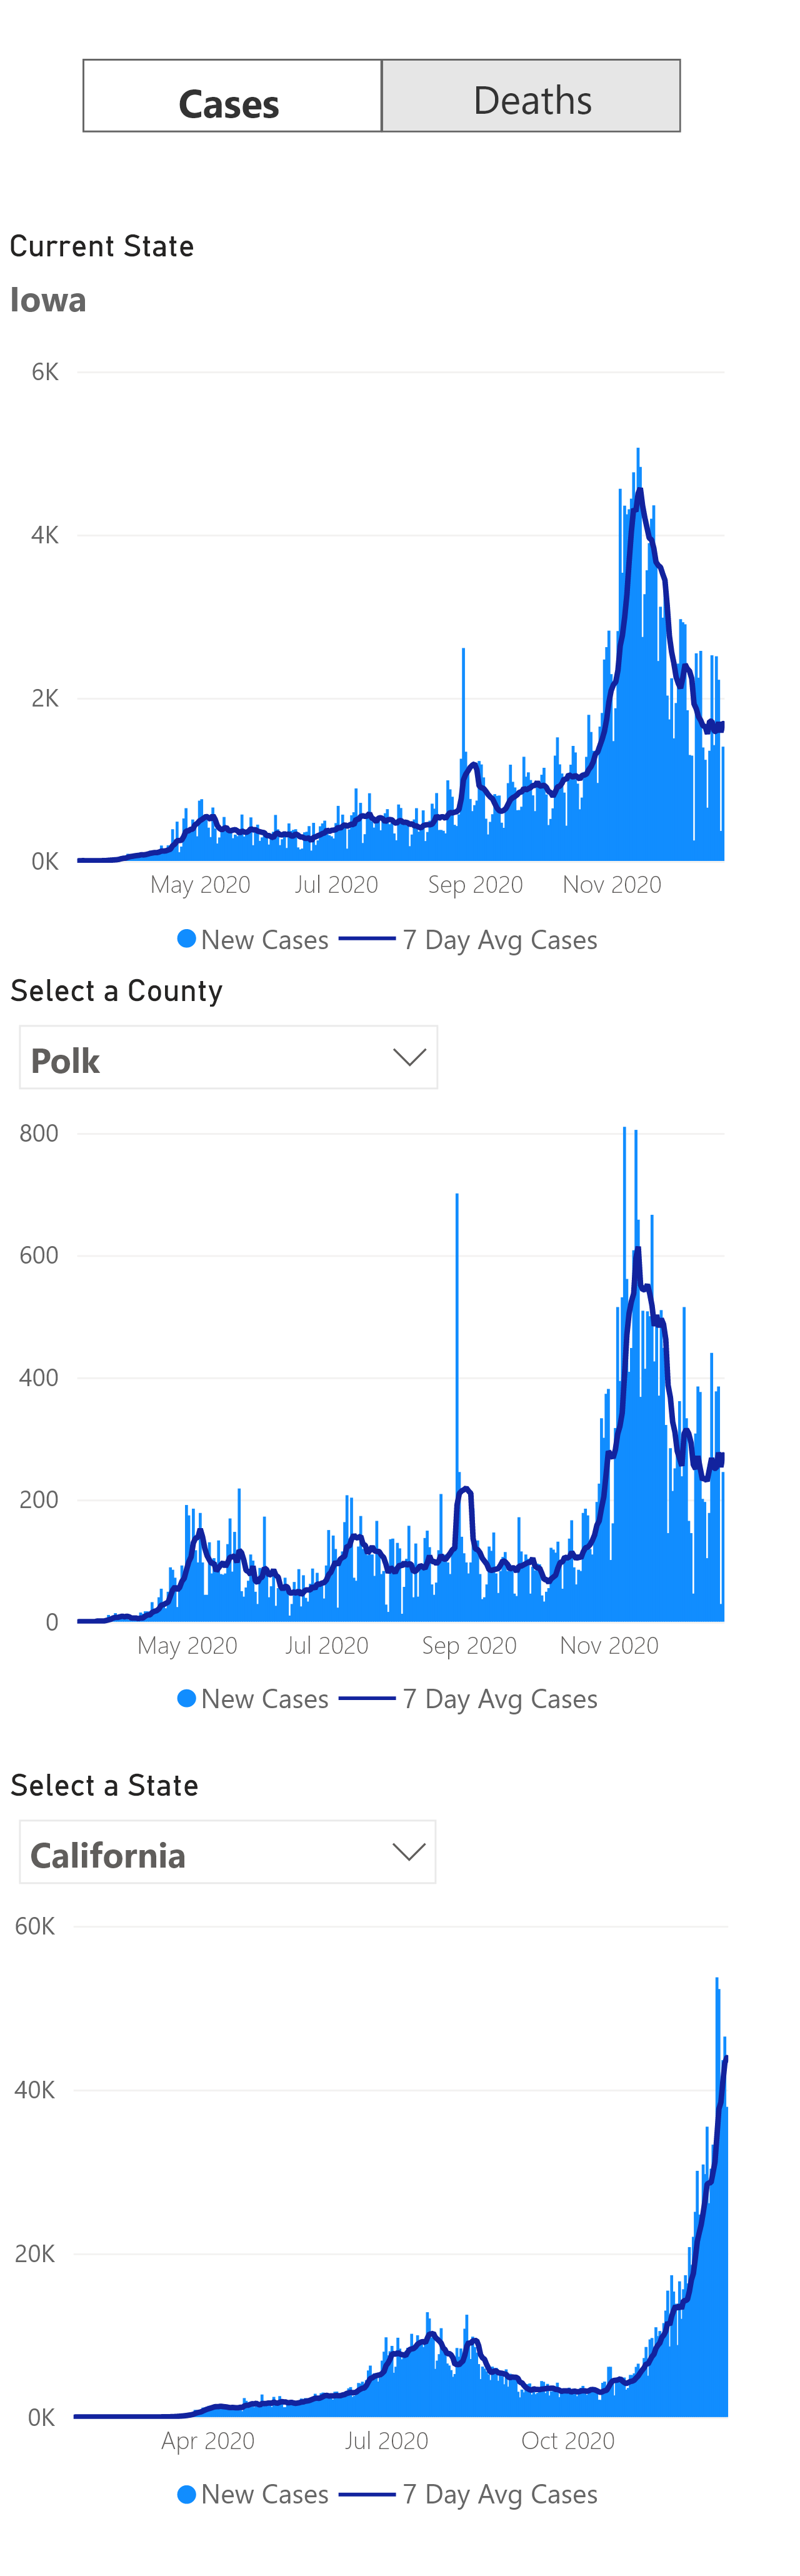 Cases Deaths
Current State
Iowa
6K
4K
2K
0K
May 2020 Jul 2020 Sep 2020 Nov 2020
New Cases 7 Day Avg Cases
Select a County
Polk
800
600
400
200
0
May 2020 Jul 2020 Sep 2020 Nov 2020
New Cases 7 Day Avg Cases
Select a State
California
60K
40K
20K
0K
Apr 2020 Jul 2020 Oct 2020
New Cases 7 Day Avg Cases